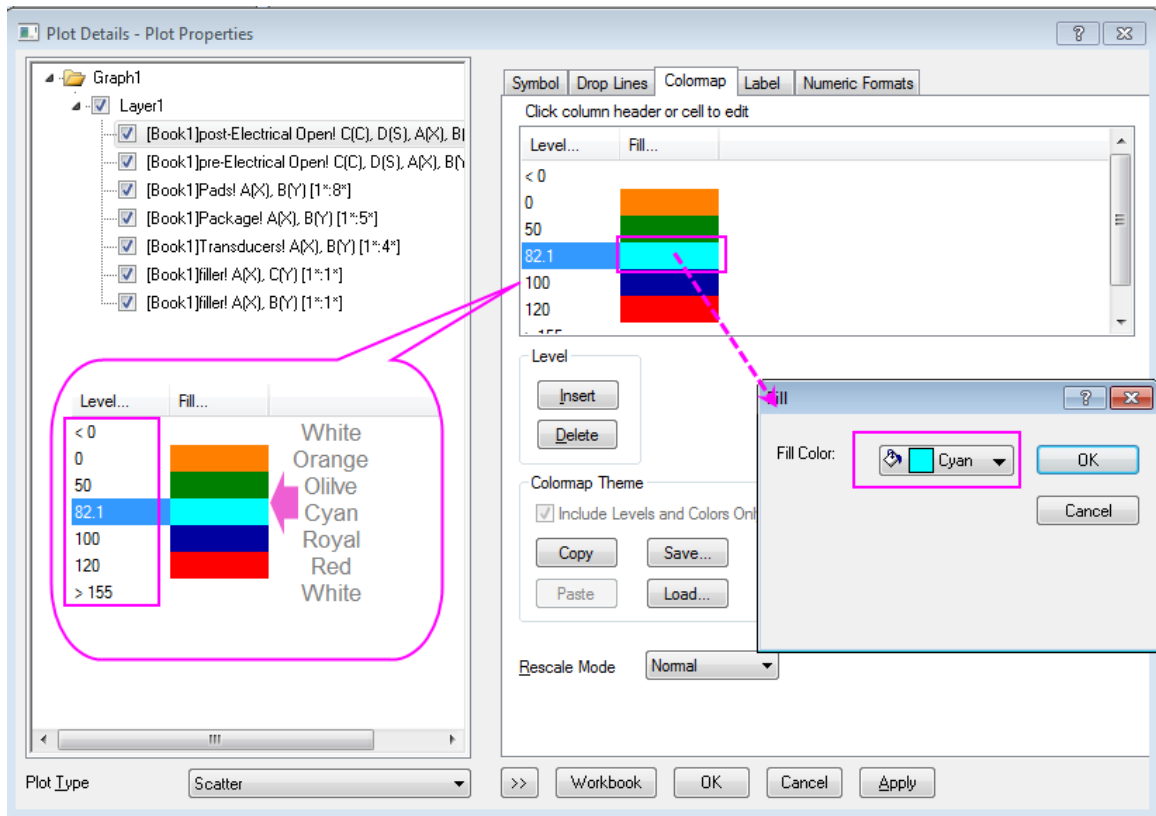 Plot Details - Plot Properties
Graph1
Layer1
[Book1]post-Electrical Open! C(C), D(S), A(X), B(
[Book1]pre-Electrical Open! C(C), D(S), A(X), B(Y
[Book1]Pads! A(X), B(Y) [1*:8*]
[Book1]Package! A(X), B(Y) [1*:5*]
[Book1]Transducers! A(X), B(Y) [1*:4*]
[Book1]filler! A(X), C(Y) [1*:1*]
[Book1]filler! A(X), B(Y) [1*:1*]
Level... Fill...
< 0 White
0 Orange
50 Olilve
82.1 Cyan
100 Royal
120 Red
> 155 White
Plot Type Scatter
Symbol Drop Lines Colormap Label Numeric Formats
Click column header or cell to edit
Level... Fill...
< 0
0
50
82.1
100
120
> 155
Level
Insert
Delete
Colormap Theme
Include Levels and Colors Onl
Copy Save...
Paste Load...
Rescale Mode Normal
Fill
Fill Color: Cyan OK
Cancel
>> Workbook OK Cancel Apply